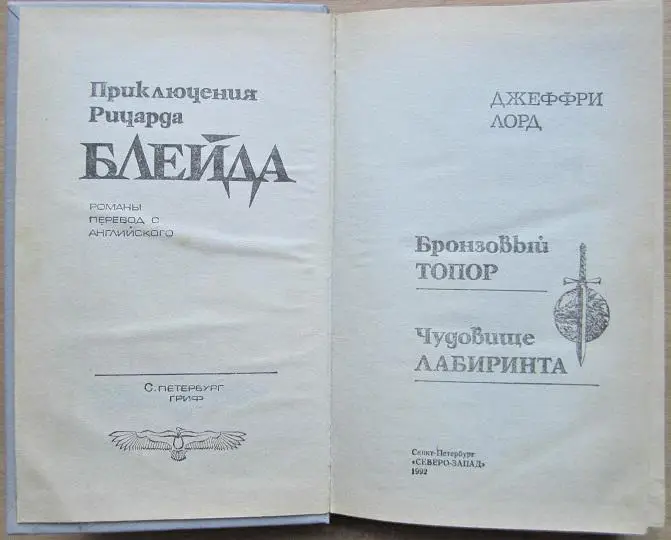 Приключения
Ричарда
БЛЕЙДА
РОМАНЫ
ПЕРЕВОД С
АНГЛИЙСКОГО
С. ПЕТЕРБУРГ
ГРИФ
ДЖЕФФРИ
ЛОРД
Бронзовый
ТОПОР
Чудовище
ЛАБИРИНТА
Санкт-Петербург
«СЕВЕРО-ЗАПАД»
1992